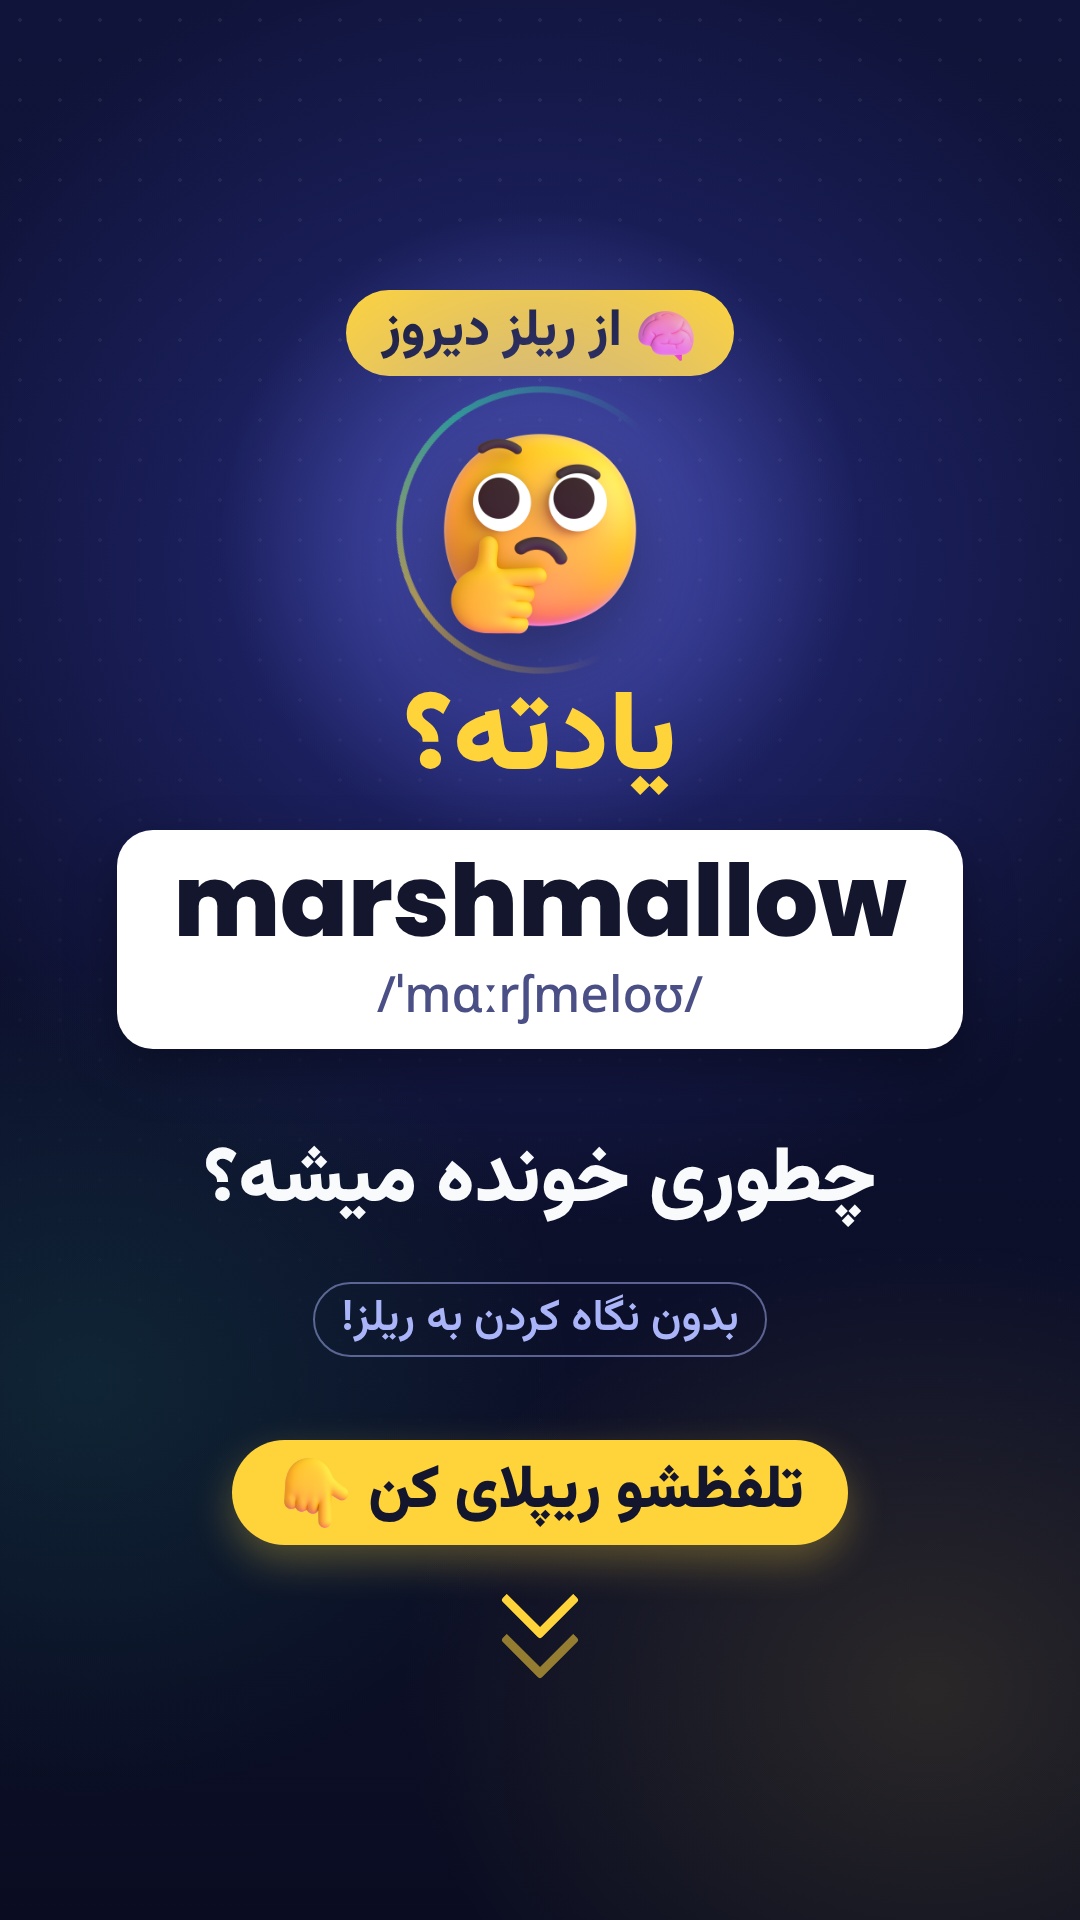 🧠 از ریلز دیروز
یادته؟
marshmallow
/ˈmɑːrʃmeloʊ/
چطوری خونده میشه؟
بدون نگاه کردن به ریلز!
تلفظشو ریپلای کن 👇